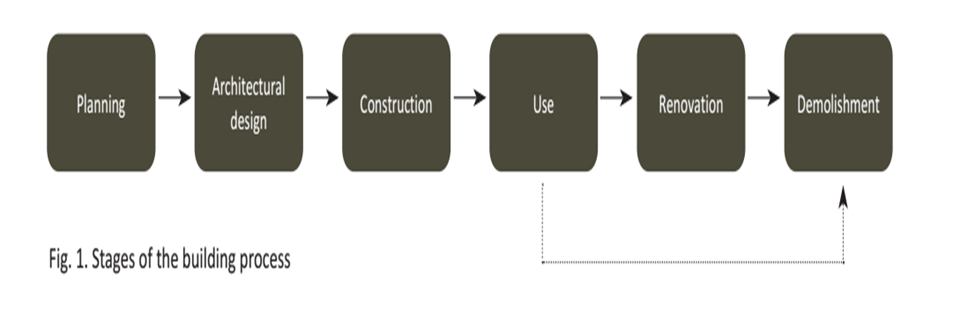 Planning
Architectural
design
Construction
Use
Renovation
Demolishment
Fig. 1. Stages of the building process